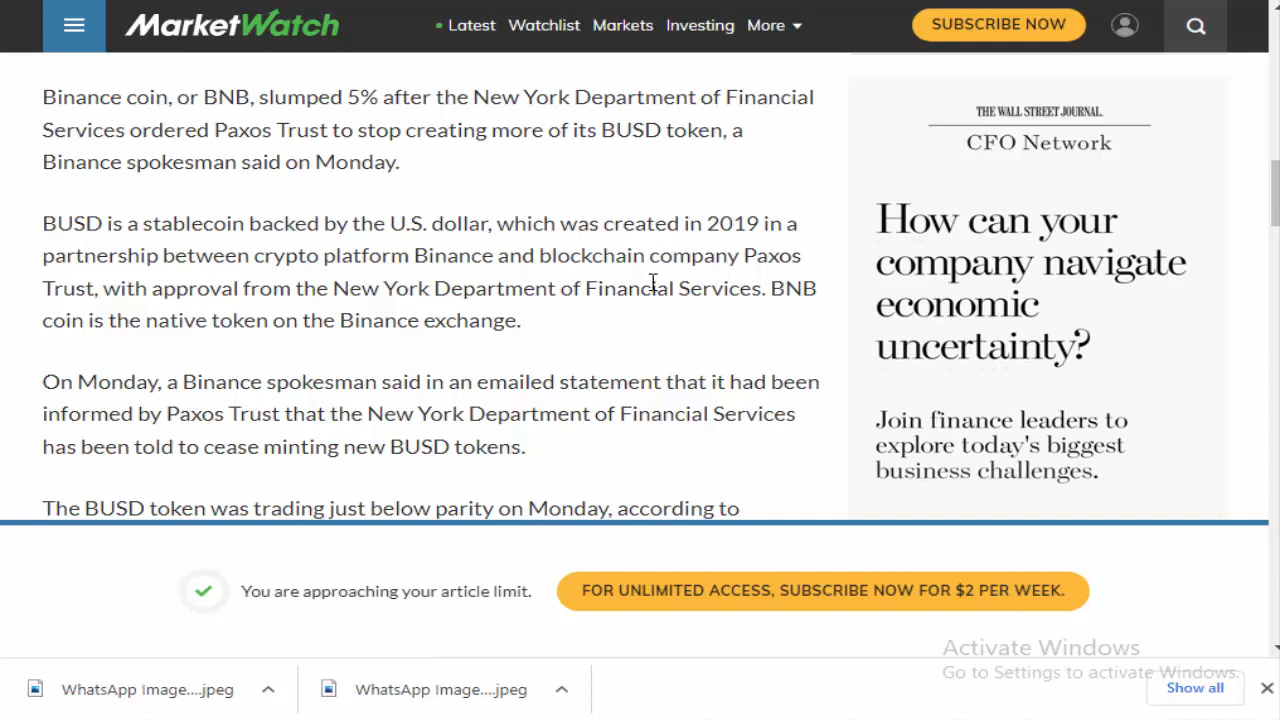 MarketWatch
• Latest Watchlist Markets Investing More
SUBSCRIBE NOW
Binance coin, or BNB, slumped 5% after the New York Department of Financial
Services ordered Paxos Trust to stop creating more of its BUSD token, a
Binance spokesman said on Monday.
BUSD is a stablecoin backed by the U.S. dollar, which was created in 2019 in a
partnership between crypto platform Binance and blockchain company Paxos
Trust, with approval from the New York Department of Financial Services. BNB
coin is the native token on the Binance exchange.
On Monday, a Binance spokesman said in an emailed statement that it had been
informed by Paxos Trust that the New York Department of Financial Services
has been told to cease minting new BUSD tokens.
The BUSD token was trading just below parity on Monday, according to
THE WALL STREET JOURNAL.
CFO Network
How can your
company navigate
economic
uncertainty?
Join finance leaders to
explore today's biggest
business challenges.
You are approaching your article limit.
FOR UNLIMITED ACCESS, SUBSCRIBE NOW FOR $2 PER WEEK.
Activate Windows
Go to Settings to activate Windows.
WhatsApp Image....jpeg
WhatsApp Image....jpeg
Show all